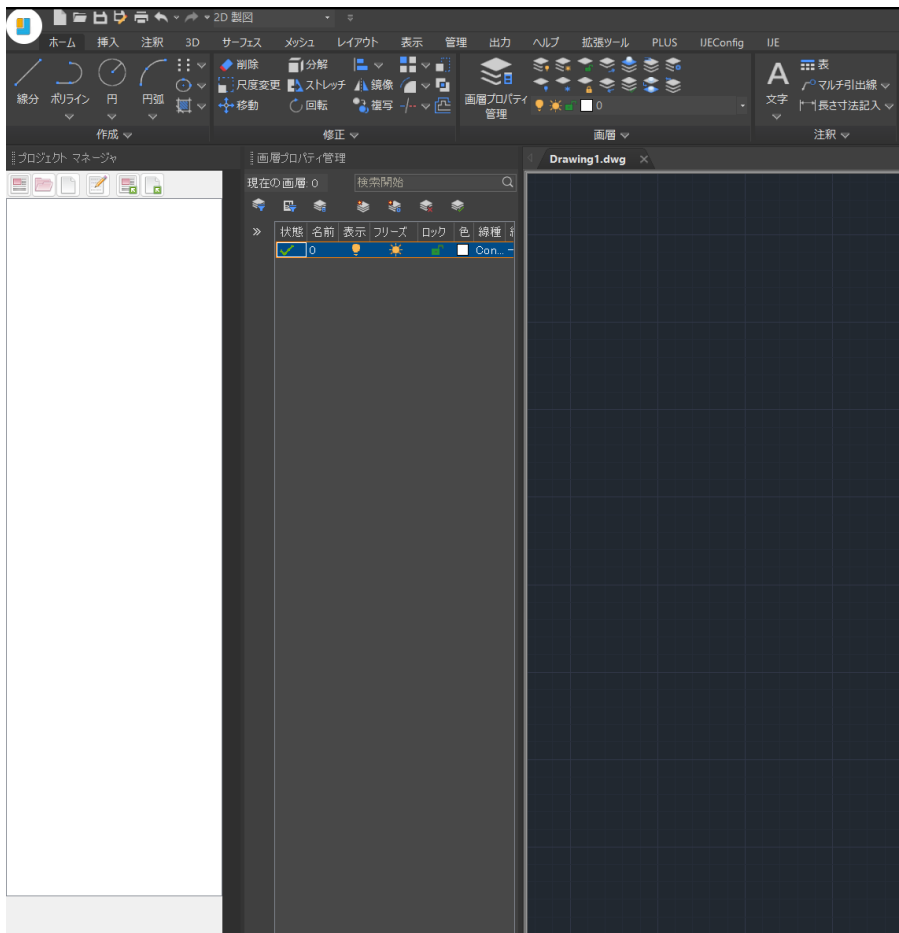 2D 製図
ホーム 挿入 注釈 3D サーフェス メッシュ レイアウト 表示 管理 出力 ヘルプ 拡張ツール PLUS IJEConfig IJE
線分 ポリライン 円 円弧
削除 分解
尺度変更 ストレッチ 鏡像
移動 回転 複写
画層プロパティ
管理
0
文字
表
マルチ引出線
長さ寸法記入
作成 修正 画層 注釈
プロジェクト マネージャ
画層プロパティ管理
Drawing1.dwg
現在の画層: 0 検索開始
状態 名前 表示 フリーズ ロック 色 線種
0 Con...